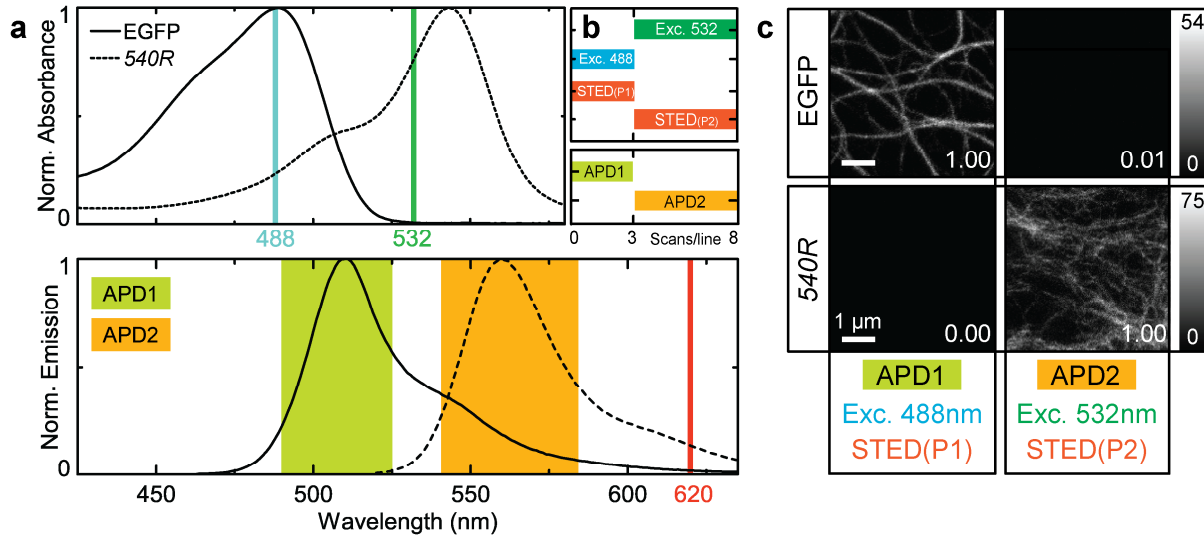 a
Norm. Absorbance
1
0
EGFP
540R
488
532
b
Exc. 532
Exc. 488
STED(P1)
STED(P2)
APD1
APD2
0
3
Scans/line
8
Norm. Emission
1
0
APD1
APD2
450
500
550
600
620
Wavelength (nm)
c
EGFP
1.00
0.01
54
0
540R
1 µm
0.00
1.00
75
0
APD1
APD2
Exc. 488nm
Exc. 532nm
STED(P1)
STED(P2)